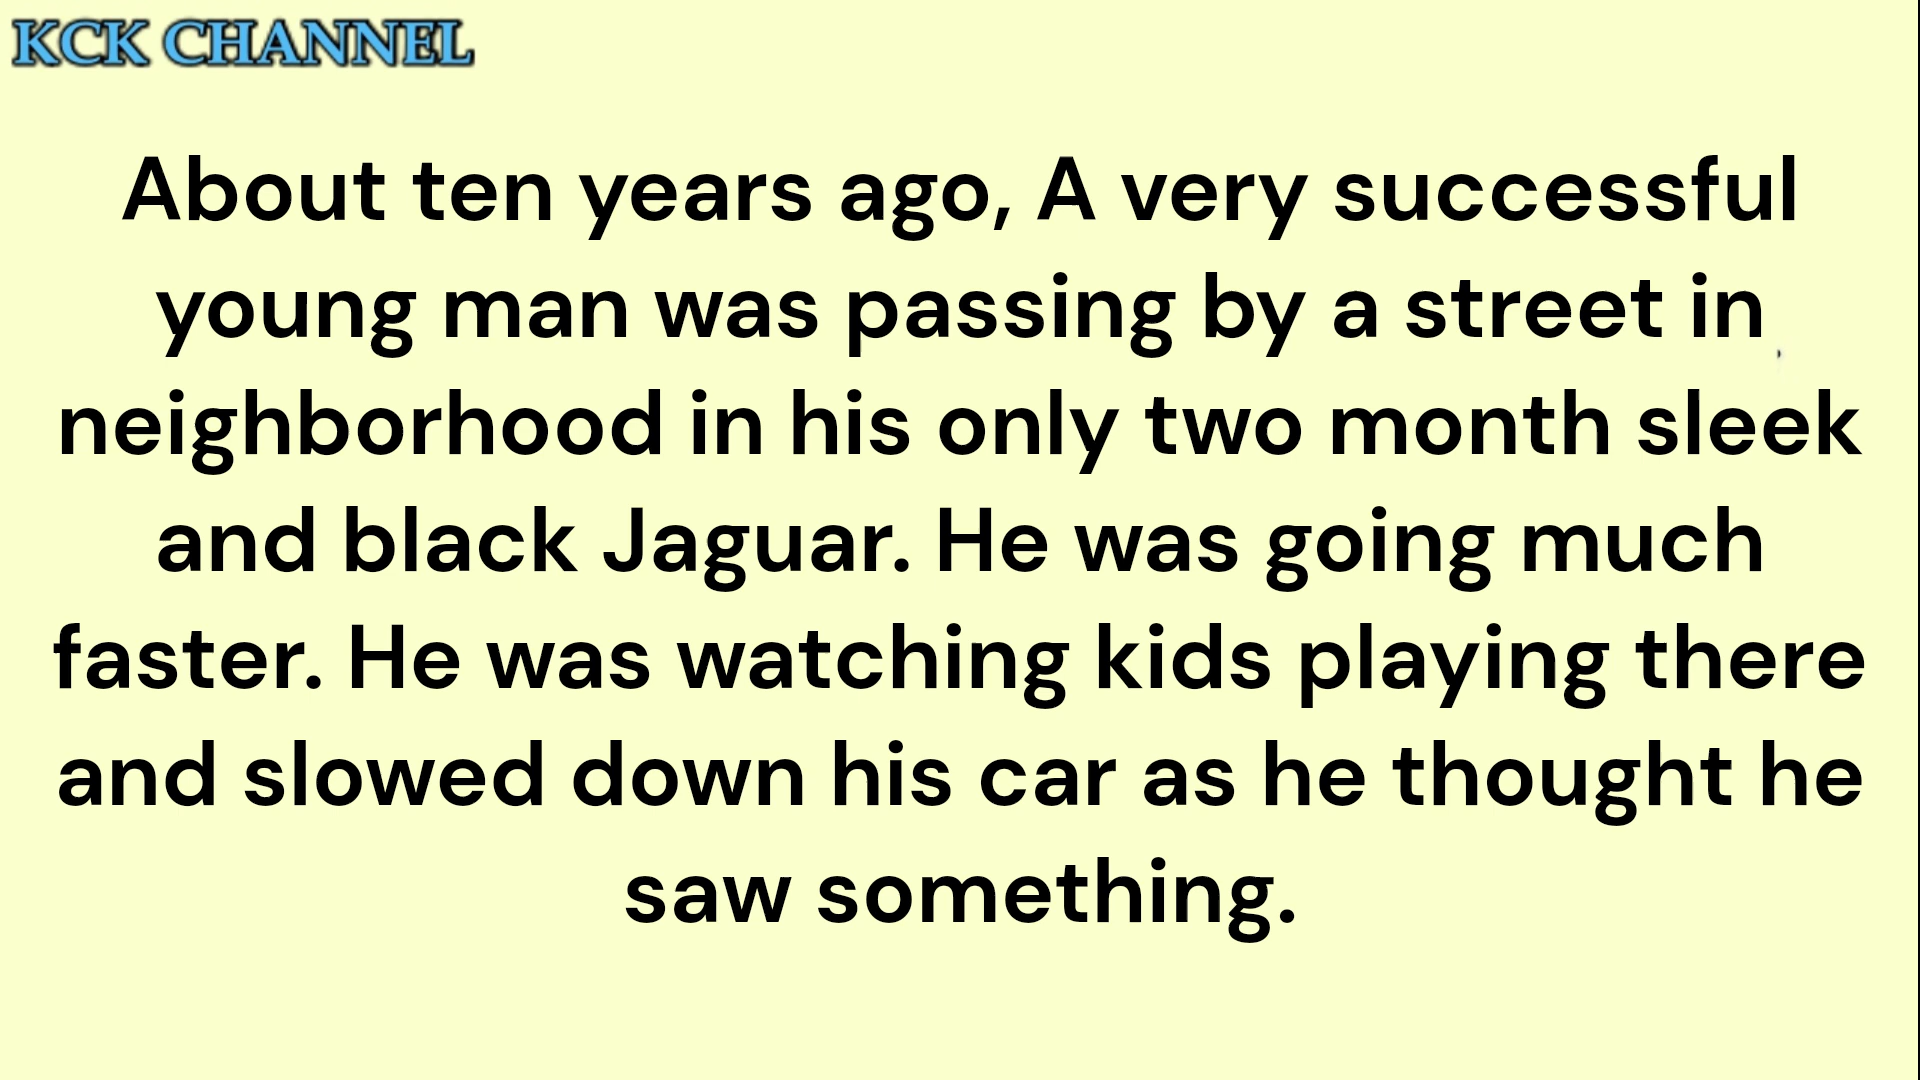 KCK CHANNEL
About ten years ago, A very successful
young man was passing by a street in
neighborhood in his only two month sleek
and black Jaguar. He was going much
faster. He was watching kids playing there
and slowed down his car as he thought he
saw something.